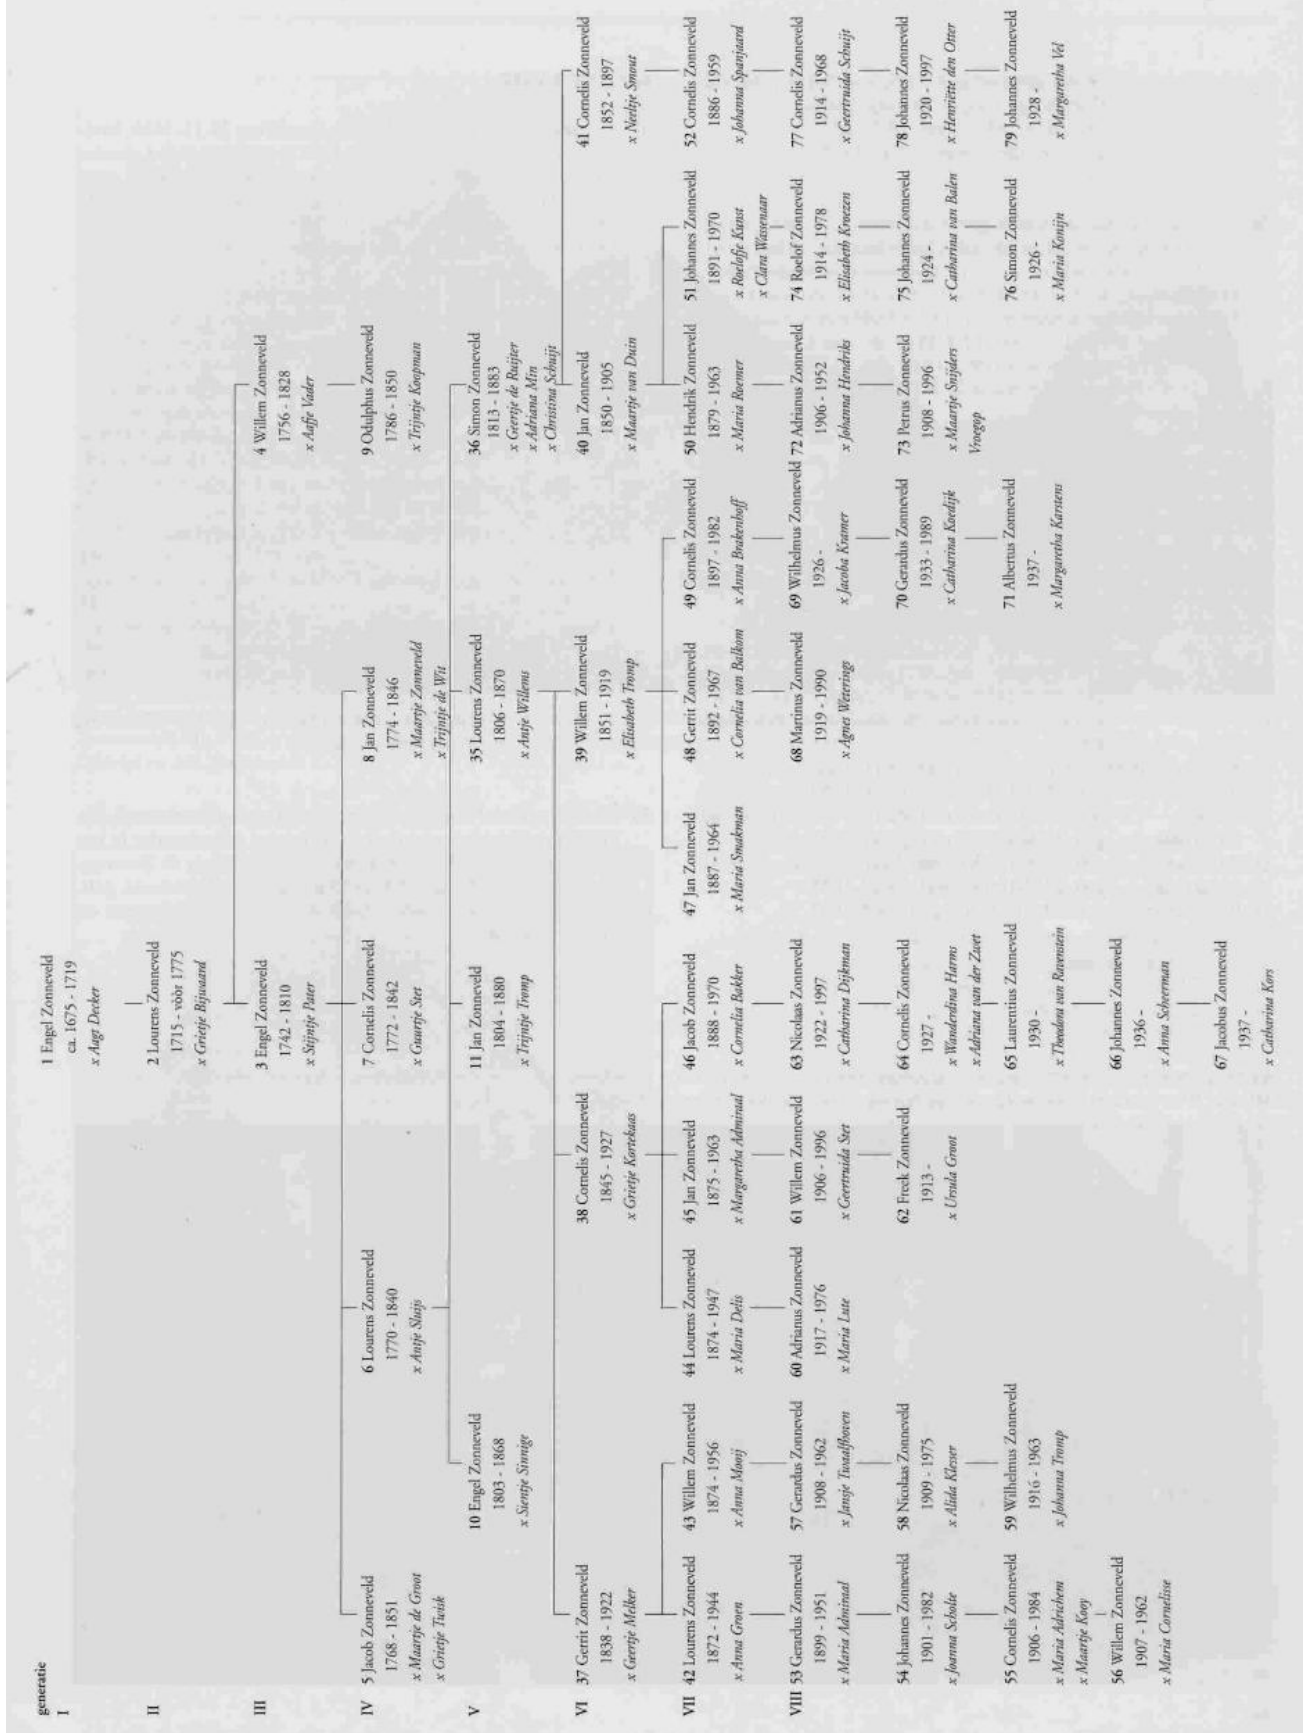 generatie
I
1 Engel Zonneveld
ca. 1675 - 1719
x Aagt Decker
II
2 Lourens Zonneveld
1715 - vòòr 1775
x Grietje Bijwaard
III
3 Engel Zonneveld
1742 - 1810
x Stijntje Pater
4 Willem Zonneveld
1756 - 1828
x Aafje Vader
IV
5 Jacob Zonneveld
1768 - 1851
x Maartje de Groot
x Grietje Twisk
6 Lourens Zonneveld
1770 - 1840
x Antje Sluijs
7 Cornelis Zonneveld
1772 - 1842
x Guurtje Stet
8 Jan Zonneveld
1774 - 1846
x Maartje Zonneveld
x Trijntje de Wit
9 Odulphus Zonneveld
1786 - 1850
x Trijntje Koopman
V
10 Engel Zonneveld
1803 - 1868
x Sientje Sinnige
11 Jan Zonneveld
1804 - 1880
x Trijntje Tromp
35 Lourens Zonneveld
1806 - 1870
x Antje Willems
36 Simon Zonneveld
1813 - 1883
x Geertje de Ruijter
x Adriana Min
x Christina Schuijt
VI
37 Gerrit Zonneveld
1838 - 1922
x Geertje Melker
38 Cornelis Zonneveld
1845 - 1927
x Grietje Kortekaas
39 Willem Zonneveld
1851 - 1919
x Elisabeth Tromp
40 Jan Zonneveld
1850 - 1905
x Maartje van Duin
41 Cornelis Zonneveld
1852 - 1897
x Neeltje Smout
VII
42 Lourens Zonneveld
1872 - 1944
x Anna Groen
43 Willem Zonneveld
1874 - 1956
x Anna Mooij
44 Lourens Zonneveld
1874 - 1947
x Maria Delis
45 Jan Zonneveld
1875 - 1963
x Margaretha Admiraal
46 Jacob Zonneveld
1888 - 1970
x Cornelia Bakker
47 Jan Zonneveld
1887 - 1964
x Maria Smakman
48 Gerrit Zonneveld
1892 - 1967
x Cornelia van Balkom
49 Cornelis Zonneveld
1897 - 1982
x Anna Brakenhoff
50 Hendrik Zonneveld
1879 - 1963
x Maria Roemer
51 Johannes Zonneveld
1891 - 1970
x Roelofje Kunst
x Clara Wassenaar
52 Cornelis Zonneveld
1886 - 1959
x Johanna Spanjaard
VIII
53 Gerardus Zonneveld
1899 - 1951
x Maria Admiraal
57 Gerardus Zonneveld
1908 - 1962
x Jansje Twaalfhoven
60 Adrianus Zonneveld
1917 - 1976
x Maria Lute
61 Willem Zonneveld
1906 - 1996
x Geertruida Stet
63 Nicolaas Zonneveld
1922 - 1997
x Catharina Dijkman
68 Martinus Zonneveld
1919 - 1990
x Agnes Weterings
69 Wilhelmus Zonneveld
1926 -
x Jacoba Kramer
72 Adrianus Zonneveld
1906 - 1952
x Johanna Hendriks
74 Roelof Zonneveld
1914 - 1978
x Elisabeth Kroezen
77 Cornelis Zonneveld
1914 - 1968
x Geertruida Schuijt
54 Johannes Zonneveld
1901 - 1982
x Joanna Scholte
58 Nicolaas Zonneveld
1909 - 1975
x Alida Kleser
62 Freek Zonneveld
1913 -
x Ursula Groot
64 Cornelis Zonneveld
1927 -
x Wanderdina Harms
x Adriana van der Zwet
70 Gerardus Zonneveld
1933 - 1989
x Catharina Koedijk
73 Petrus Zonneveld
1908 - 1996
x Maartje Snijders
Vroegop
75 Johannes Zonneveld
1924 -
x Catharina van Balen
78 Johannes Zonneveld
1920 - 1997
x Henriëtte den Otter
55 Cornelis Zonneveld
1906 - 1984
x Maria Adrichem
x Maartje Kooy
59 Wilhelmus Zonneveld
1916 - 1963
x Johanna Tromp
65 Laurentius Zonneveld
1930 -
x Theodora van Ravenstein
71 Albertus Zonneveld
1937 -
x Margaretha Karstens
76 Simon Zonneveld
1926 -
x Maria Konijn
79 Johannes Zonneveld
1928 -
x Margaretha Vel
56 Willem Zonneveld
1907 - 1962
x Maria Cornelisse
66 Johannes Zonneveld
1936 -
x Anna Scheerman
67 Jacobus Zonneveld
1937 -
x Catharina Kors